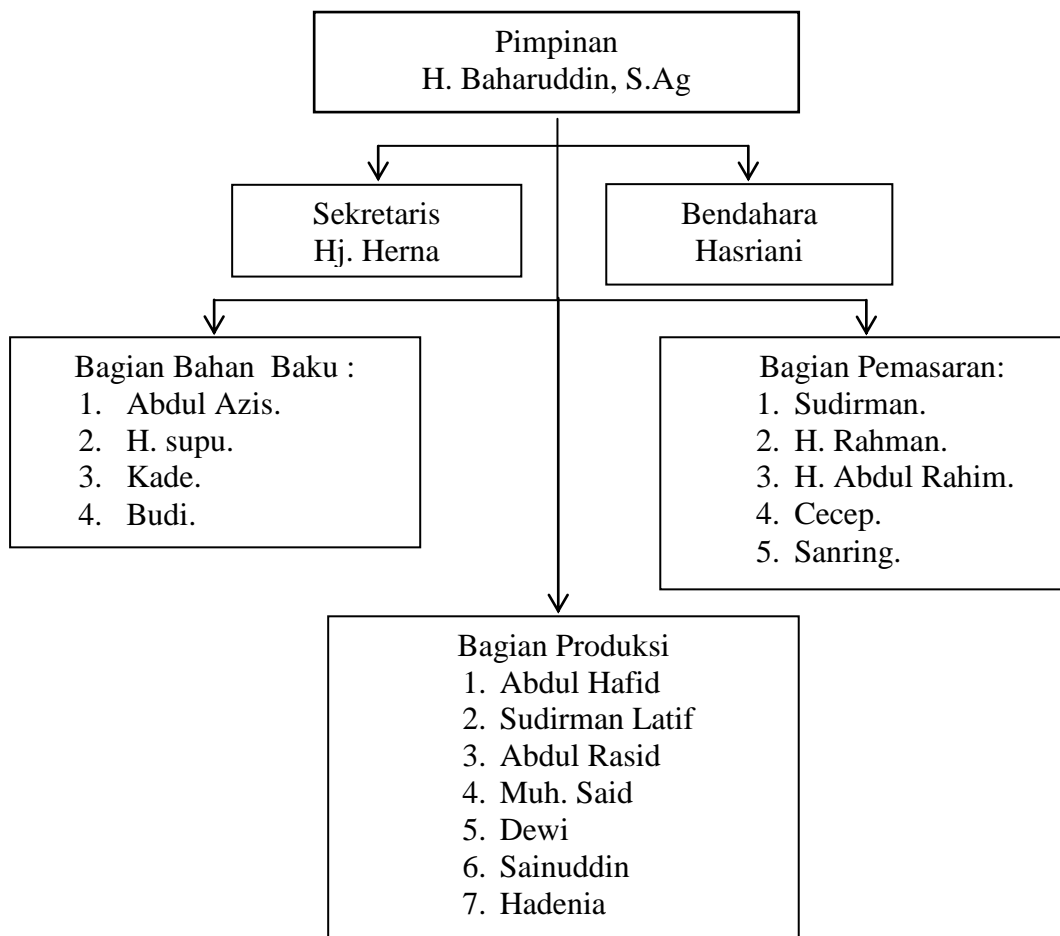 Pimpinan
H. Baharuddin, S.Ag
Sekretaris
Hj. Herna
Bendahara
Hasriani
Bagian Bahan Baku :
1. Abdul Azis.
2. H. supu.
3. Kade.
4. Budi.
Bagian Pemasaran:
1. Sudirman.
2. H. Rahman.
3. H. Abdul Rahim.
4. Cecep.
5. Sanring.
Bagian Produksi
1. Abdul Hafid
2. Sudirman Latif
3. Abdul Rasid
4. Muh. Said
5. Dewi
6. Sainuddin
7. Hadenia